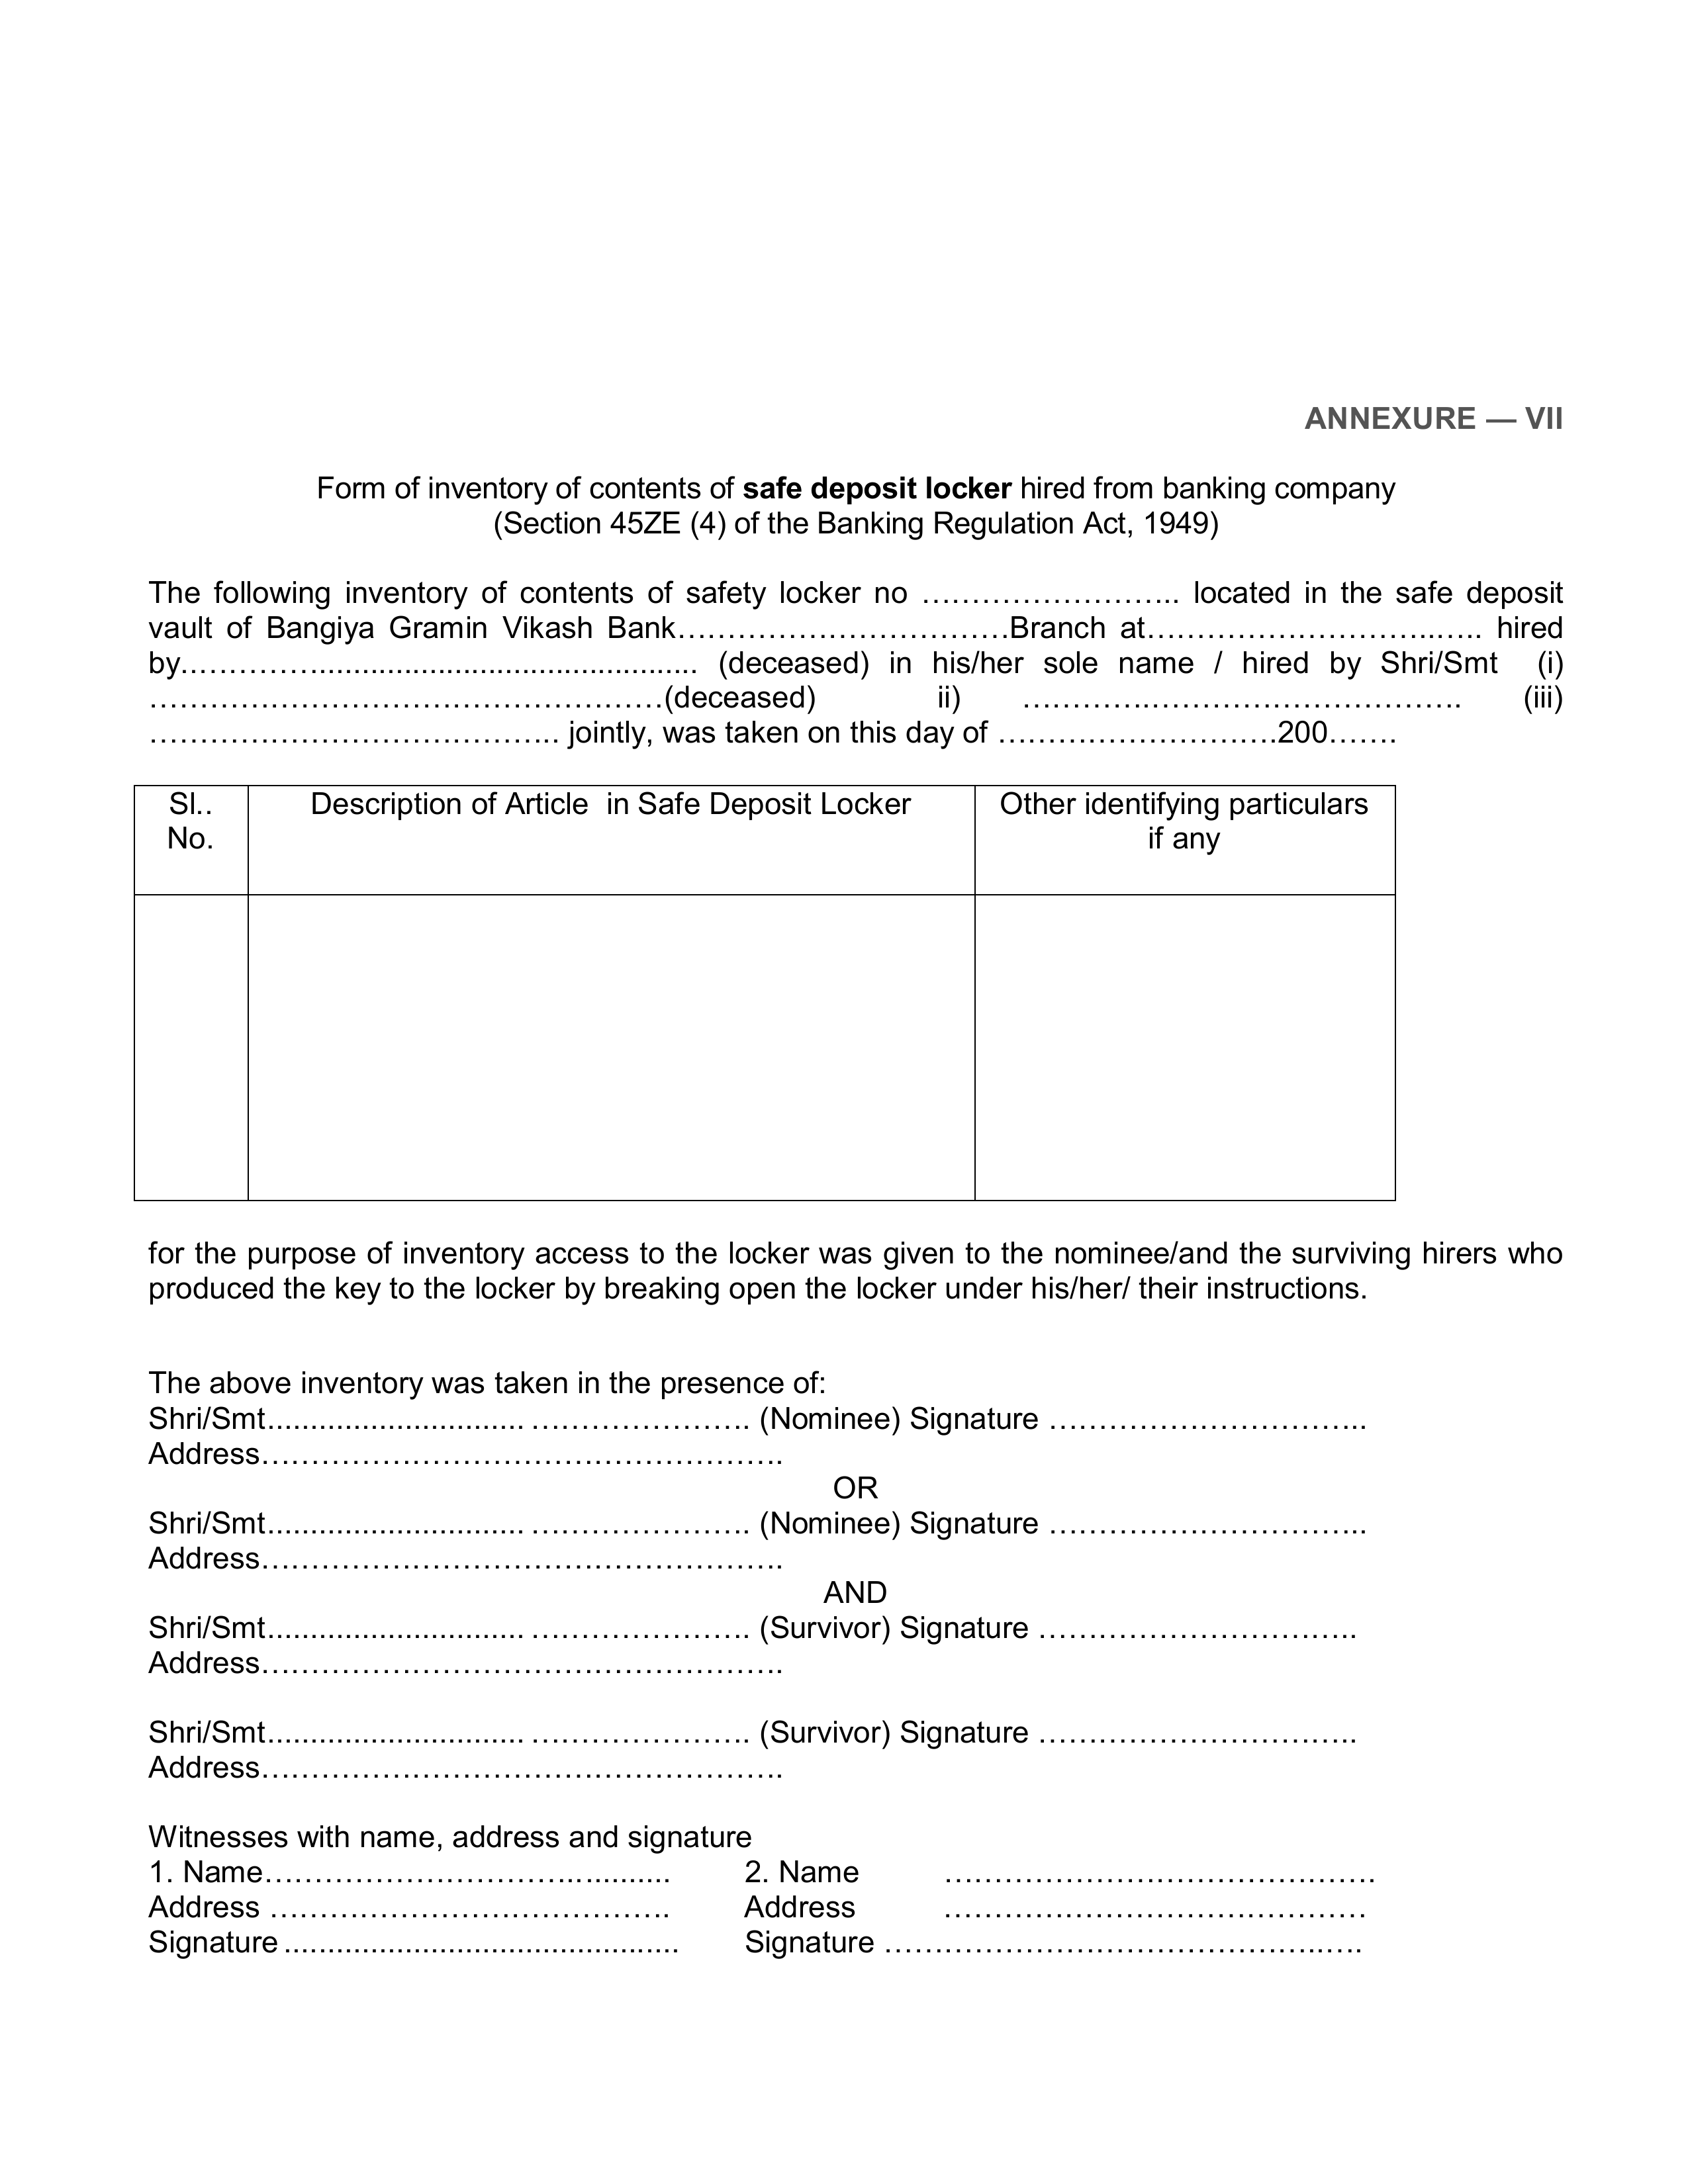 ANNEXURE — VII
Form of inventory of contents of safe deposit locker hired from banking company
(Section 45ZE (4) of the Banking Regulation Act, 1949)
The following inventory of contents of safety locker no …………………….. located in the safe deposit
vault of Bangiya Gramin Vikash Bank……………………………Branch at………………………..….. hired
by…………............................................ (deceased) in his/her sole name / hired by Shri/Smt (i)
……………………………………………(deceased) ii) …………..…………………………. (iii)
………………………………….. jointly, was taken on this day of ……………………….200…….
Sl.. Description of Article in Safe Deposit Locker Other identifying particulars
No. if any
for the purpose of inventory access to the locker was given to the nominee/and the surviving hirers who
produced the key to the locker by breaking open the locker under his/her/ their instructions.
The above inventory was taken in the presence of:
Shri/Smt.............................. …………………. (Nominee) Signature …………………………..
Address…………………………………………….
OR
Shri/Smt.............................. …………………. (Nominee) Signature …………………………..
Address…………………………………………….
AND
Shri/Smt.............................. …………………. (Survivor) Signature …………………………..
Address…………………………………………….
Shri/Smt.............................. …………………. (Survivor) Signature …………………………..
Address…………………………………………….
Witnesses with name, address and signature
1. Name…………………………............. 2. Name …………………………………….
Address …………………………………. Address ……………………………………
Signature .............................................. Signature ……………………………………..….